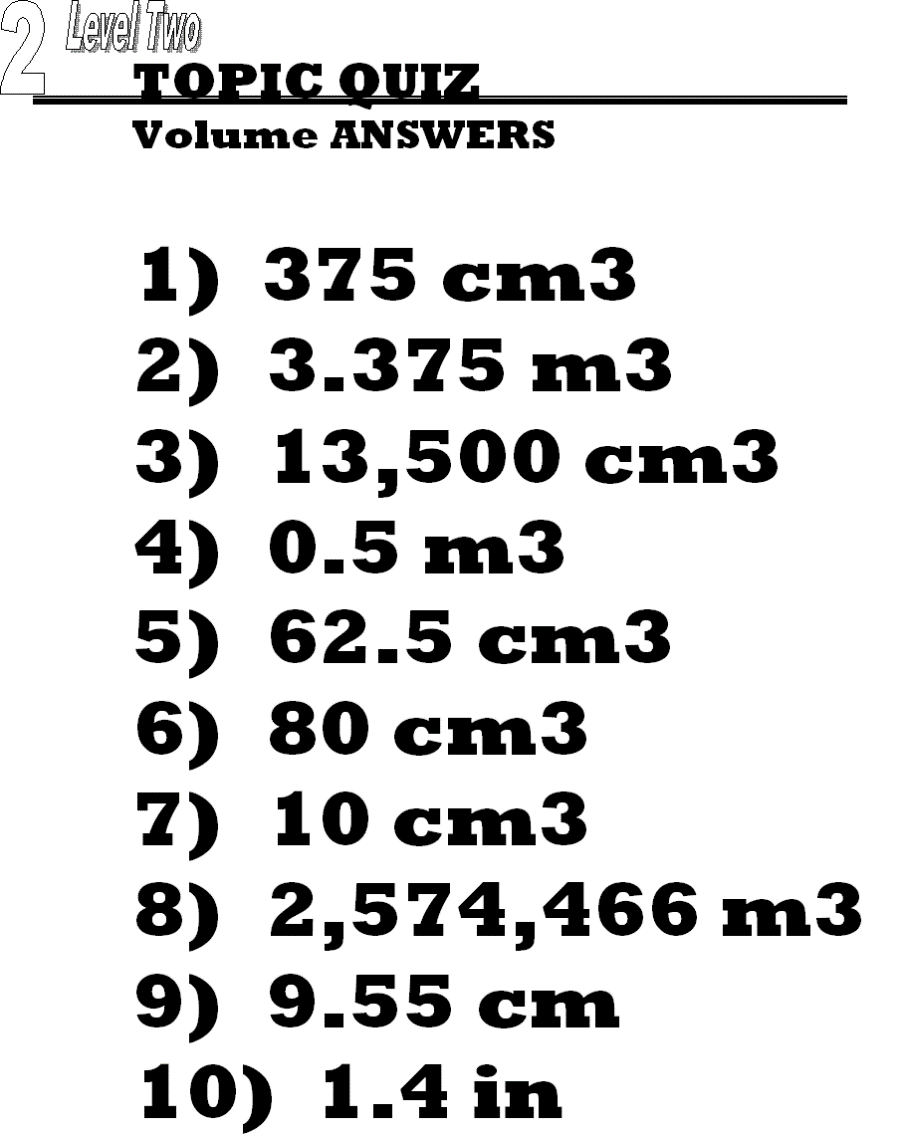 2 Level Two
TOPIC QUIZ
Volume ANSWERS
1) 375 cm3
2) 3.375 m3
3) 13,500 cm3
4) 0.5 m3
5) 62.5 cm3
6) 80 cm3
7) 10 cm3
8) 2,574,466 m3
9) 9.55 cm
10) 1.4 in